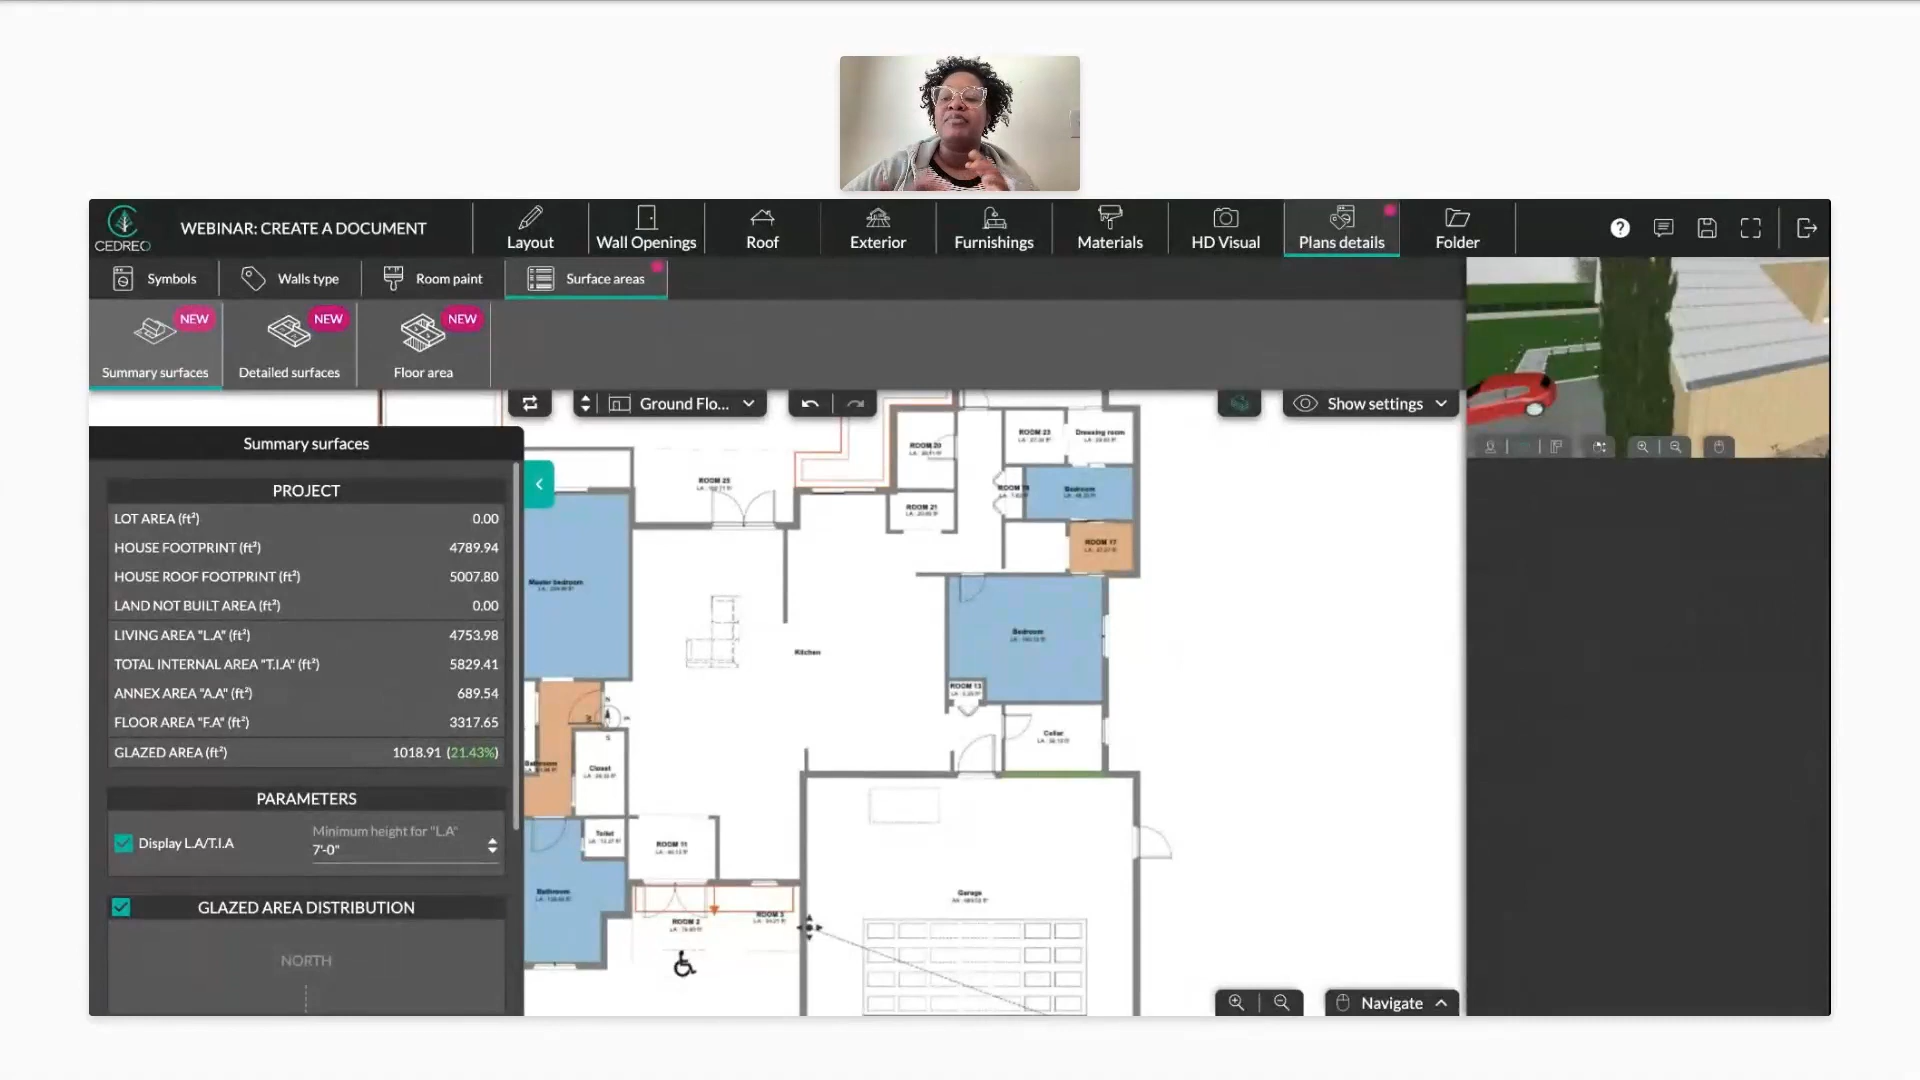 CEDREO
WEBINAR: CREATE A DOCUMENT
Layout
Wall Openings
Roof
Exterior
Furnishings
Materials
HD Visual
Plans details
Folder
Symbols
Walls type
Room paint
Surface areas
NEW
NEW
NEW
Summary surfaces
Detailed surfaces
Floor area
Ground Flo...
Show settings
Summary surfaces
PROJECT
LOT AREA (ft²) 0.00
HOUSE FOOTPRINT (ft²) 4789.94
HOUSE ROOF FOOTPRINT (ft²) 5007.80
LAND NOT BUILT AREA (ft²) 0.00
LIVING AREA "L.A" (ft²) 4753.98
TOTAL INTERNAL AREA "T.I.A" (ft²) 5829.41
ANNEX AREA "A.A" (ft²) 689.54
FLOOR AREA "F.A" (ft²) 3317.65
GLAZED AREA (ft²) 1018.91 (21.43%)
PARAMETERS
Display L.A/T.I.A
Minimum height for "L.A"
7'-0"
GLAZED AREA DISTRIBUTION
NORTH
ROOM 20
ROOM 23
Dressing room
ROOM 25
Bedroom
ROOM 21
ROOM 17
Master bedroom
Bedroom
Kitchen
ROOM 13
N
S
Cellar
Bathroom
Closet
Toilet
ROOM 11
Bathroom
Garage
ROOM 2
ROOM 3
Navigate